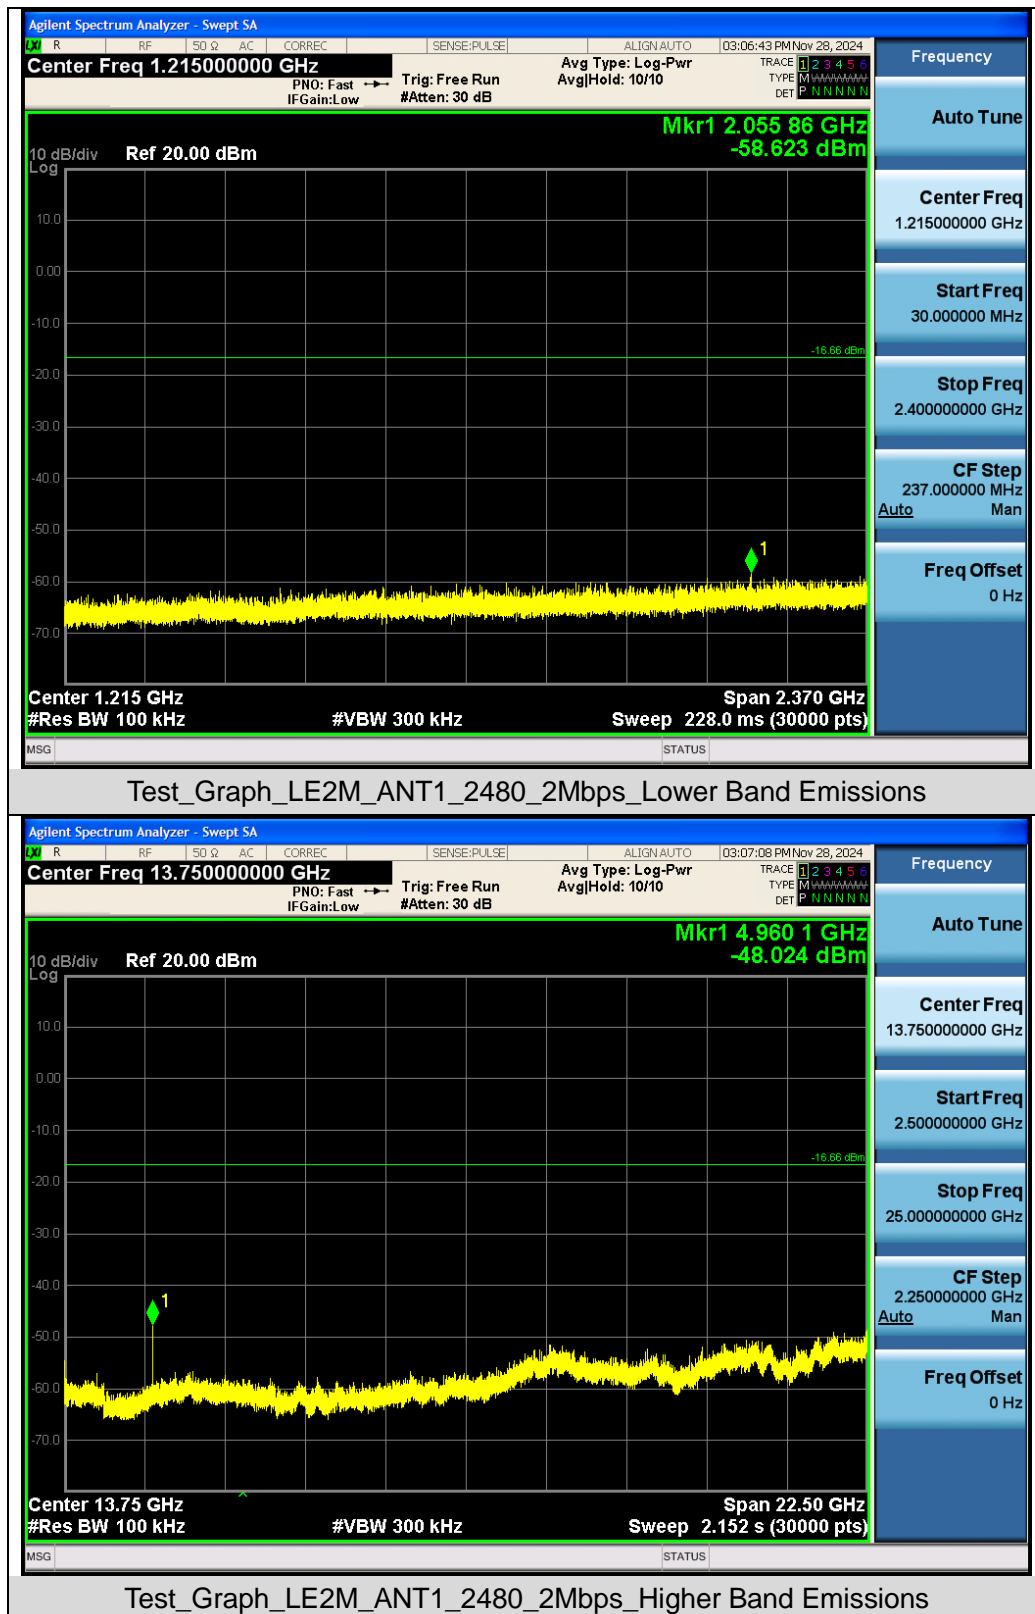 Agilent Spectrum Analyzer - Swept SA
LXI R RF 50 Ω AC CORREC SENSE:PULSE ALIGN AUTO 03:06:43 PM Nov 28, 2024
Center Freq 1.215000000 GHz
PNO: Fast
IFGain:Low
Trig: Free Run
#Atten: 30 dB
Avg Type: Log-Pwr
Avg|Hold: 10/10
TRACE 1 2 3 4 5 6
TYPE M
DET P N N N N N
Mkr1 2.055 86 GHz
-58.623 dBm
10 dB/div Ref 20.00 dBm
Log
10.0
0.00
-10.0
-16.66 dBm
-20.0
-30.0
-40.0
-50.0
1
-60.0
-70.0
Center 1.215 GHz Span 2.370 GHz
#Res BW 100 kHz #VBW 300 kHz Sweep 228.0 ms (30000 pts)
MSG STATUS
Frequency
Auto Tune
Center Freq
1.215000000 GHz
Start Freq
30.000000 MHz
Stop Freq
2.400000000 GHz
CF Step
237.000000 MHz
Auto Man
Freq Offset
0 Hz
Test_Graph_LE2M_ANT1_2480_2Mbps_Lower Band Emissions
Agilent Spectrum Analyzer - Swept SA
LXI R RF 50 Ω AC CORREC SENSE:PULSE ALIGN AUTO 03:07:08 PM Nov 28, 2024
Center Freq 13.750000000 GHz
PNO: Fast
IFGain:Low
Trig: Free Run
#Atten: 30 dB
Avg Type: Log-Pwr
Avg|Hold: 10/10
TRACE 1 2 3 4 5 6
TYPE M
DET P N N N N N
Mkr1 4.960 1 GHz
-48.024 dBm
10 dB/div Ref 20.00 dBm
Log
10.0
0.00
-10.0
-16.66 dBm
-20.0
-30.0
-40.0
1
-50.0
-60.0
-70.0
Center 13.75 GHz Span 22.50 GHz
#Res BW 100 kHz #VBW 300 kHz Sweep 2.152 s (30000 pts)
MSG STATUS
Frequency
Auto Tune
Center Freq
13.750000000 GHz
Start Freq
2.500000000 GHz
Stop Freq
25.000000000 GHz
CF Step
2.250000000 GHz
Auto Man
Freq Offset
0 Hz
Test_Graph_LE2M_ANT1_2480_2Mbps_Higher Band Emissions